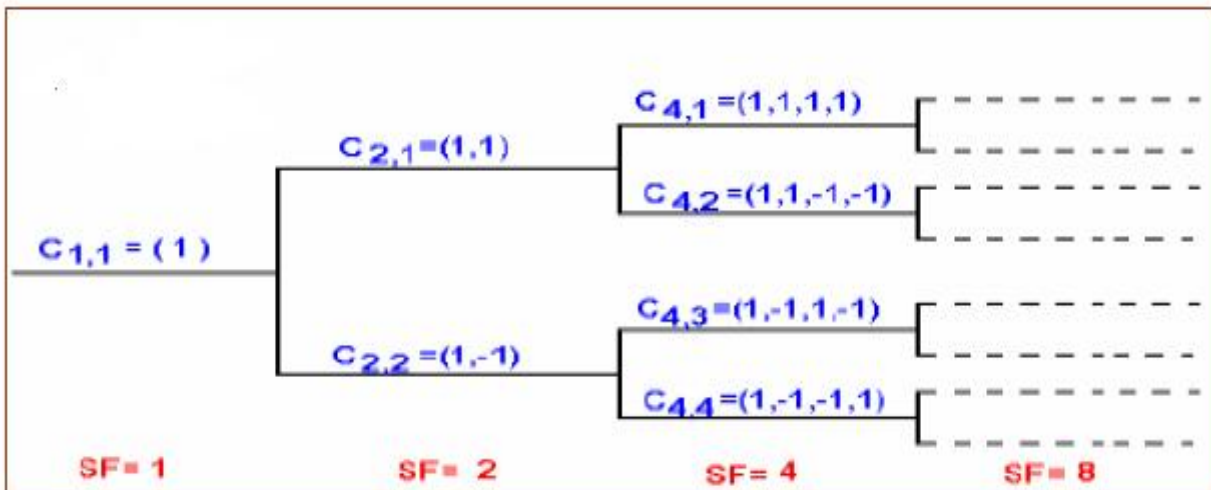 C4,1 =(1,1,1,1)
C2,1 =(1,1)
C4,2 =(1,1,-1,-1)
C1,1 = ( 1 )
C4,3 =(1,-1,1,-1)
C2,2 =(1,-1)
C4,4 =(1,-1,-1,1)
SF= 1 SF= 2 SF= 4 SF= 8